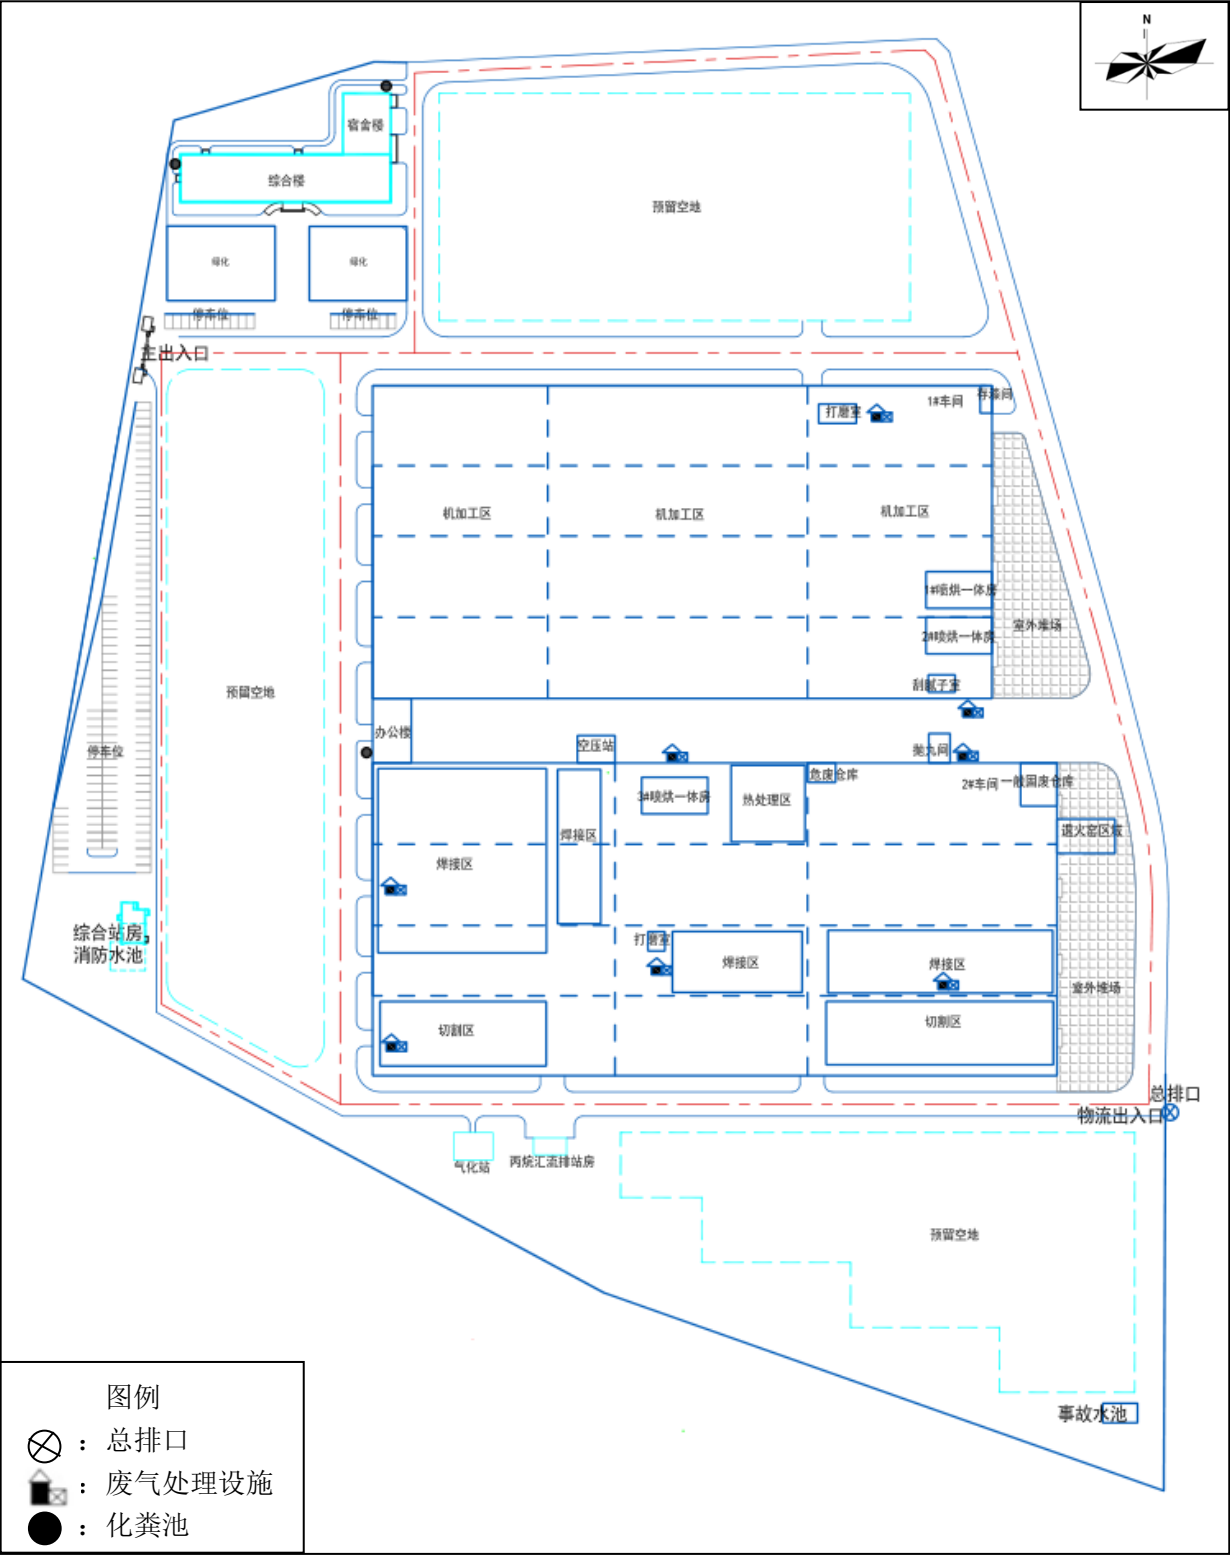 N
宿舍楼
综合楼
预留空地
绿化
绿化
停车位
停车位
主出入口
打磨室
1#车间
存漆间
机加工区
机加工区
机加工区
1#喷烘一体房
室外堆场
2#喷烘一体房
刮腻子室
预留空地
办公楼
空压站
抛丸间
停车位
危废仓库
2#车间
一般固废仓库
3#喷烘一体房
热处理区
焊接区
退火窑区域
焊接区
综合站房
消防水池
打磨室
焊接区
焊接区
室外堆场
切割区
切割区
总排口
物流出入口
气化站
丙烷汇流排站房
预留空地
事故水池
图例
：总排口
：废气处理设施
：化粪池